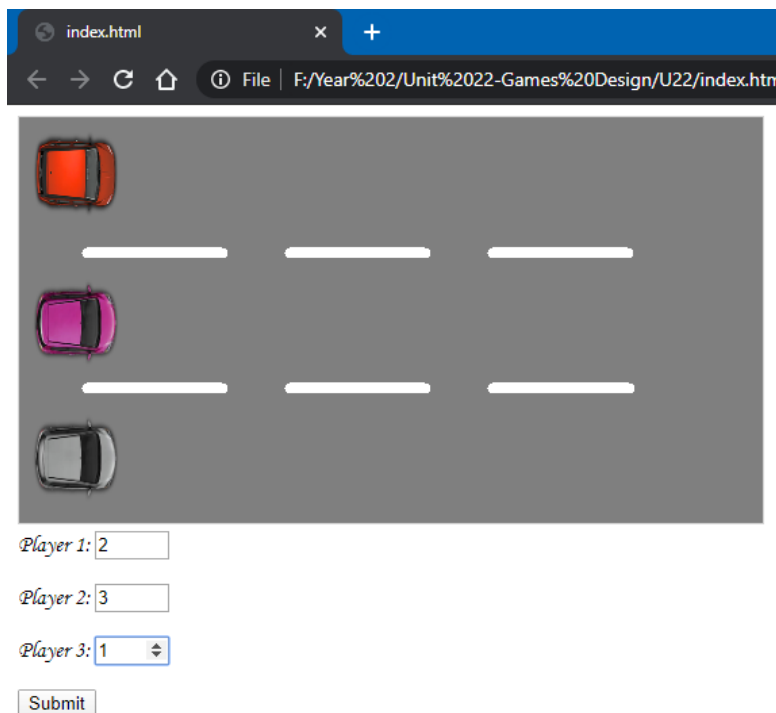 index.html
File F:/Year%202/Unit%2022-Games%20Design/U22/index.htm
Player 1: 2
Player 2: 3
Player 3: 1
Submit